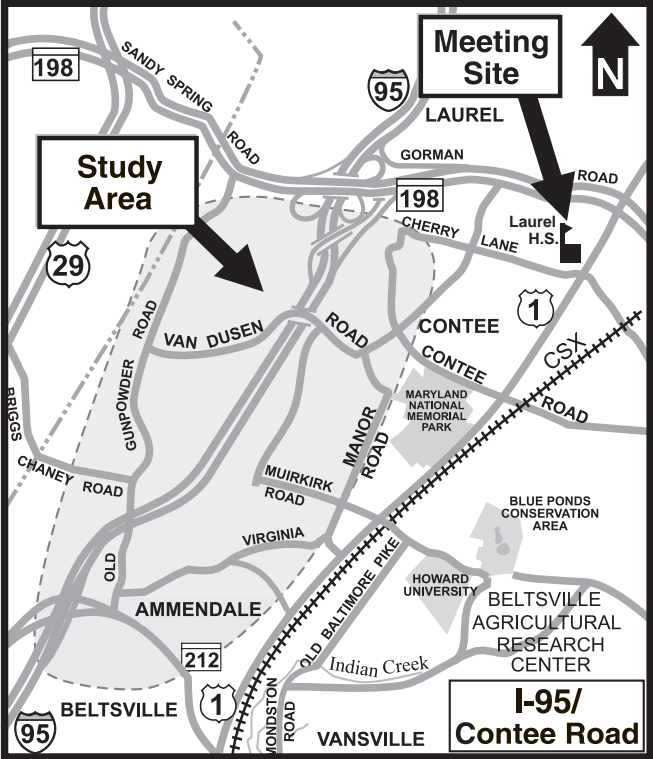 Meeting
Site
N
198
SANDY SPRING
ROAD
95
LAUREL
GORMAN
ROAD
Study
Area
198
CHERRY
LANE
Laurel
H.S.
29
1
VAN DUSEN
ROAD
CONTEE
CSX
GUNPOWDER
ROAD
CONTEE
ROAD
MARYLAND
NATIONAL
MEMORIAL
PARK
BRIGGS
CHANEY
ROAD
MANOR
ROAD
MUIRKIRK
ROAD
BLUE PONDS
CONSERVATION
AREA
VIRGINIA
OLD
OLD BALTIMORE PIKE
HOWARD
UNIVERSITY
AMMENDALE
BELTSVILLE
AGRICULTURAL
RESEARCH
CENTER
212
Indian Creek
1
BELTSVILLE
I-95/
Contee Road
95
MONDSTON
ROAD
VANSVILLE